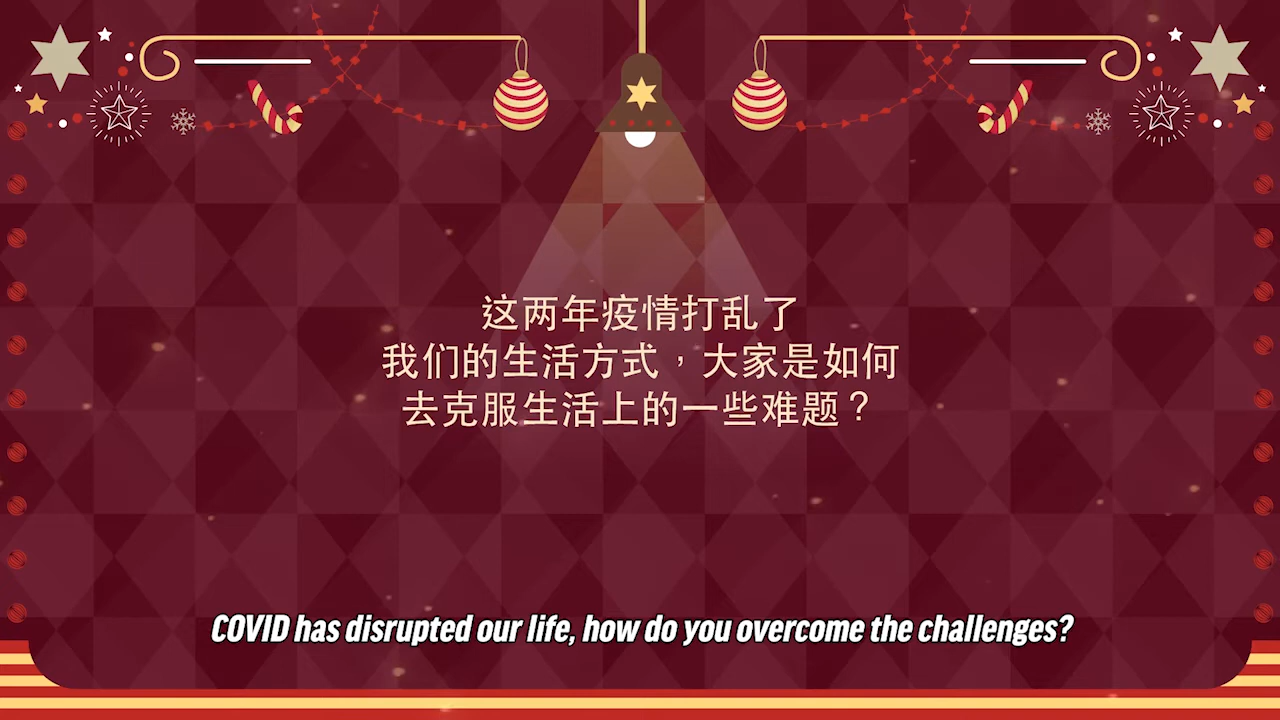 这两年疫情打乱了
我们的生活方式，大家是如何
去克服生活上的一些难题？
COVID has disrupted our life, how do you overcome the challenges?